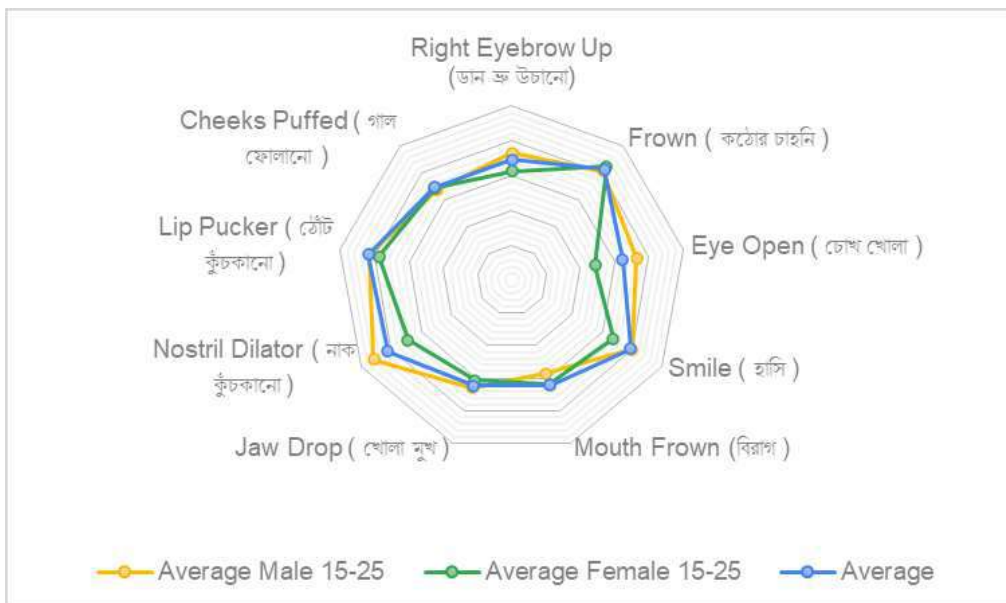 Right Eyebrow Up
(ডান ভ্রু উচানো)
Frown ( কঠোর চাহনি )
Eye Open ( চোখ খোলা )
Smile ( হাসি )
Mouth Frown (বিরাগ )
Jaw Drop ( খোলা মুখ )
Nostril Dilator ( নাক
কুঁচকানো )
Lip Pucker ( ঠোঁট
কুঁচকানো )
Cheeks Puffed ( গাল
ফোলানো )
Average Male 15-25
Average Female 15-25
Average